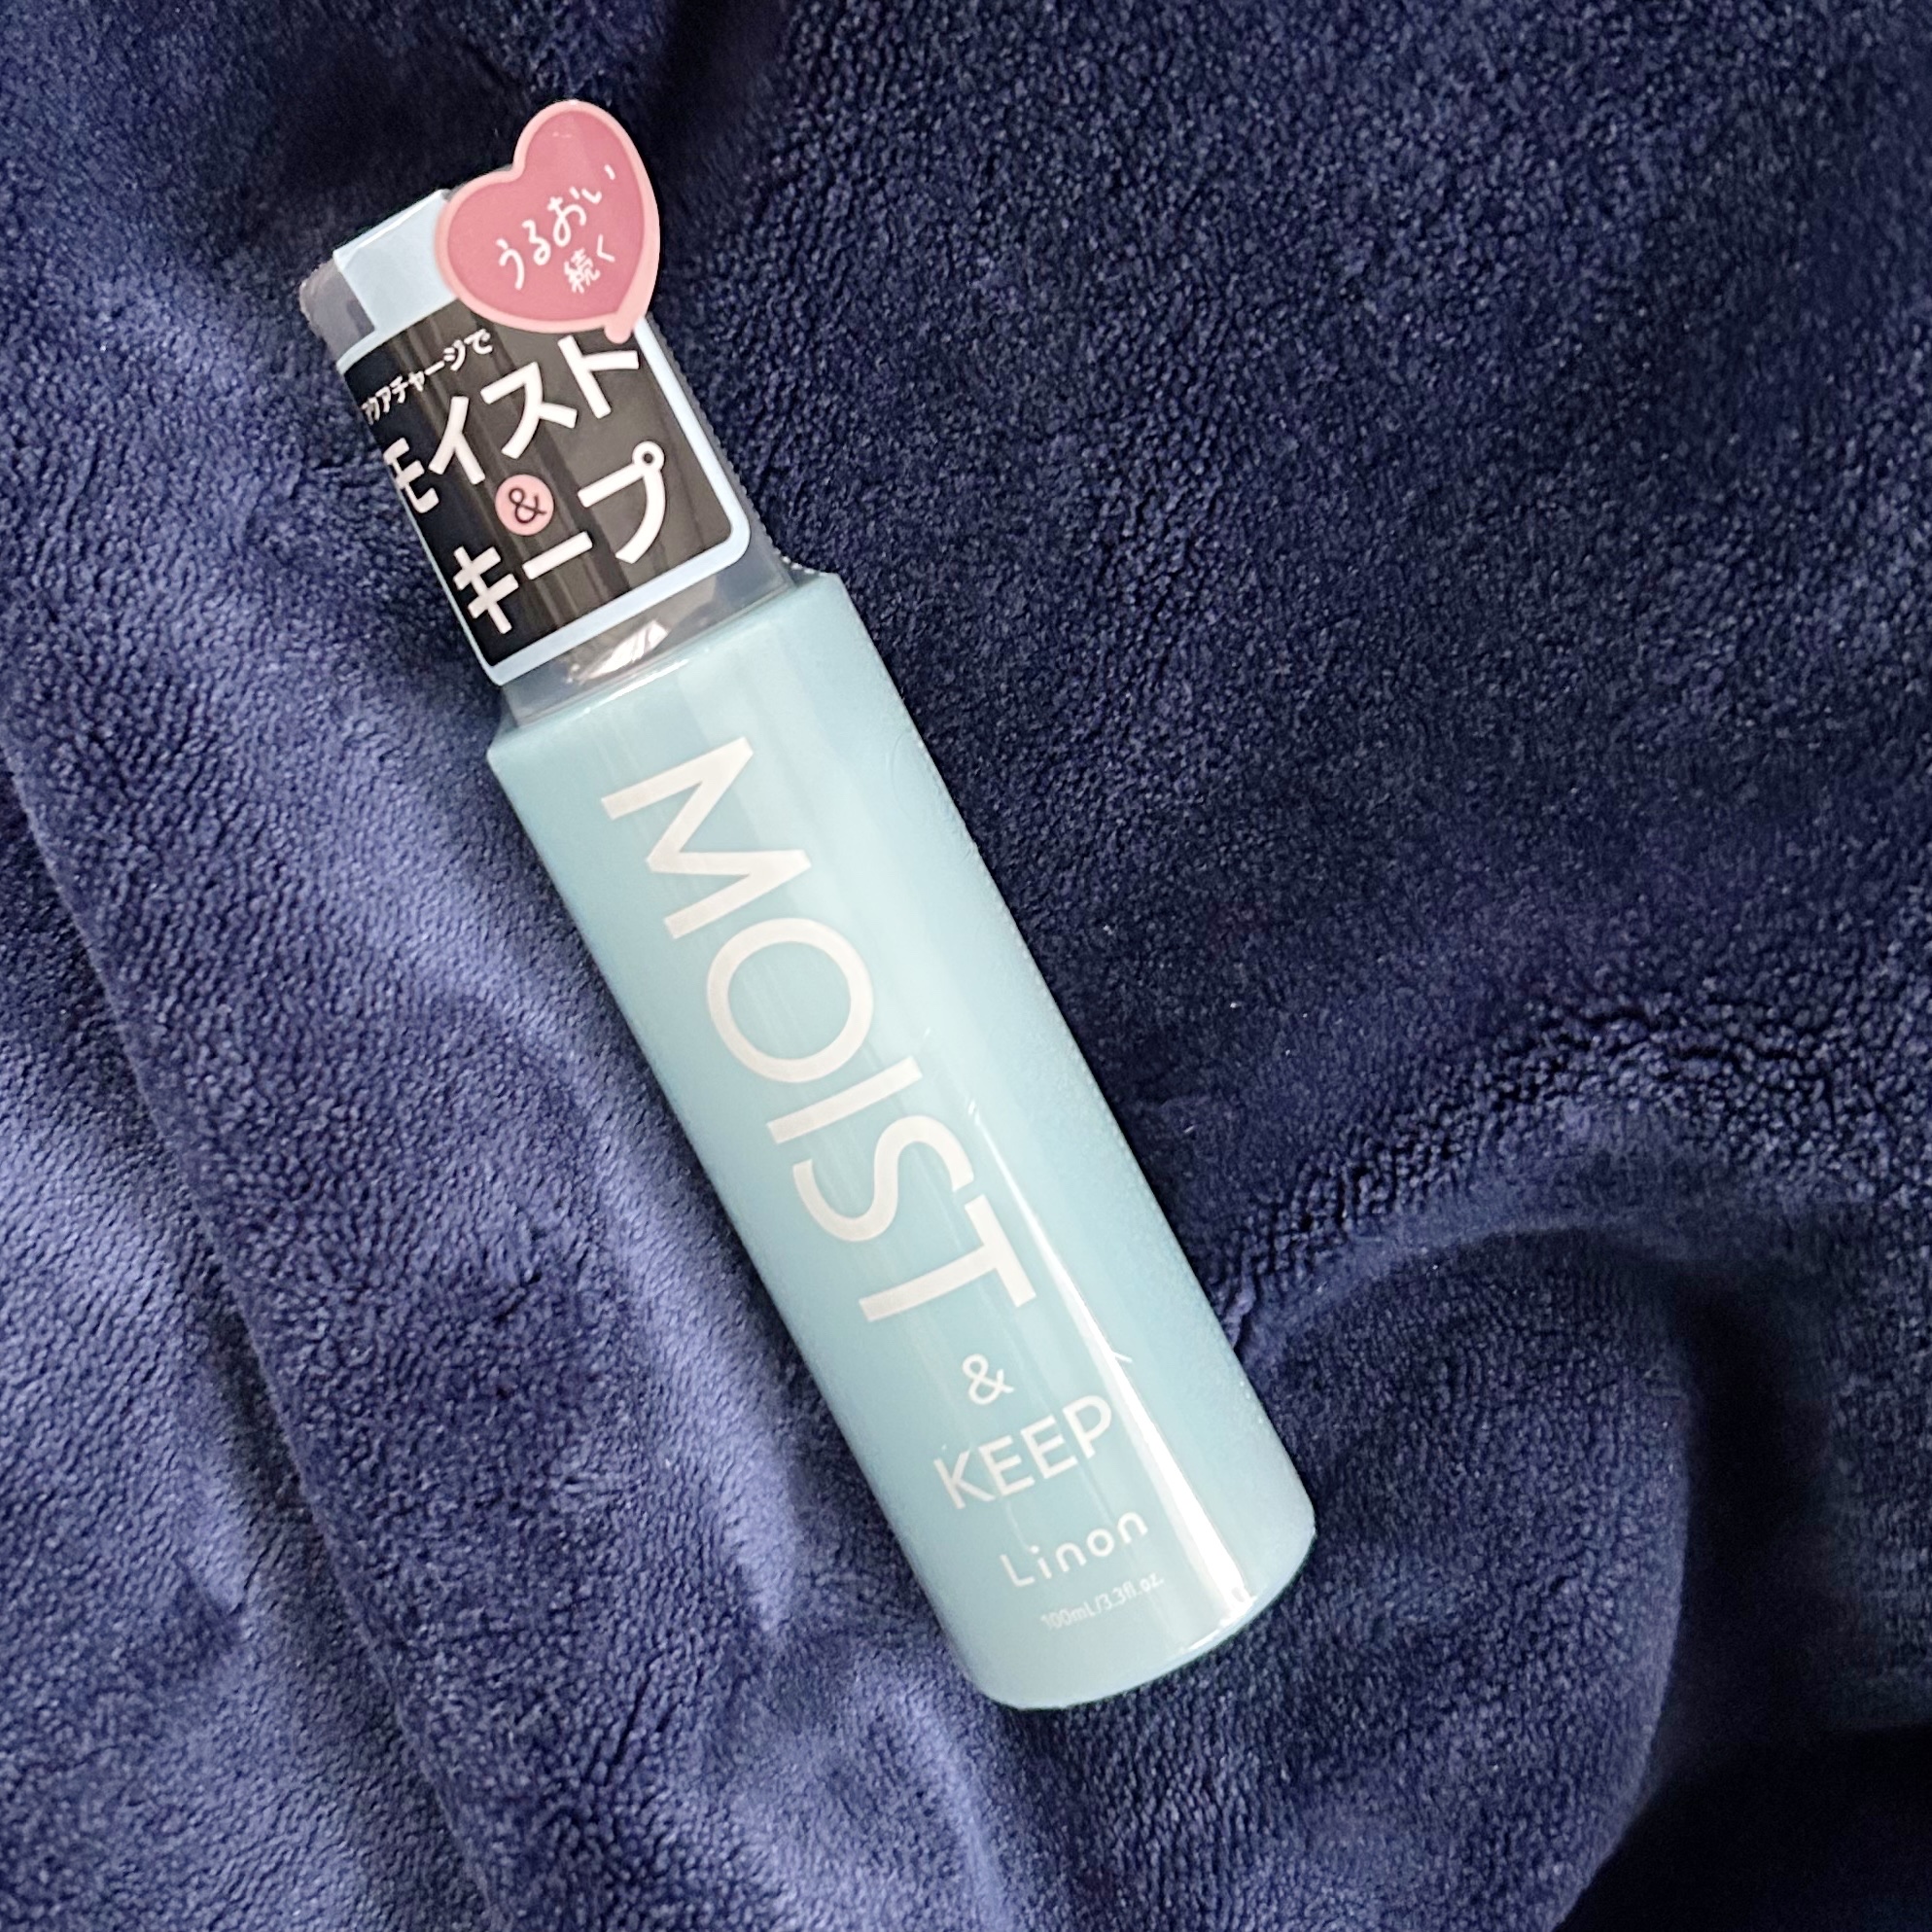 うるおい
続く
アクアチャージで
モイスト
&
キープ
MOIST
&
KEEP
Linon
100mL/3.3fl.oz.